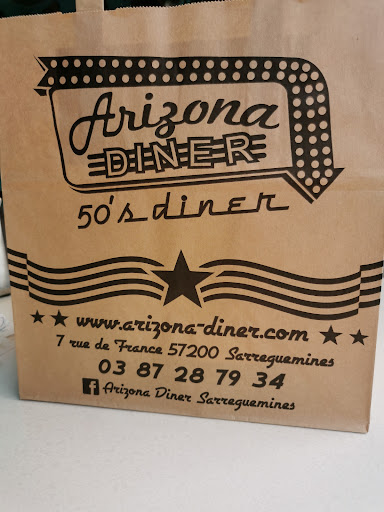 Arizona
DINER
50's diner
www.arizona-diner.com
7 rue de France 57200 Sarreguemines
03 87 28 79 34
f Arizona Diner Sarreguemines